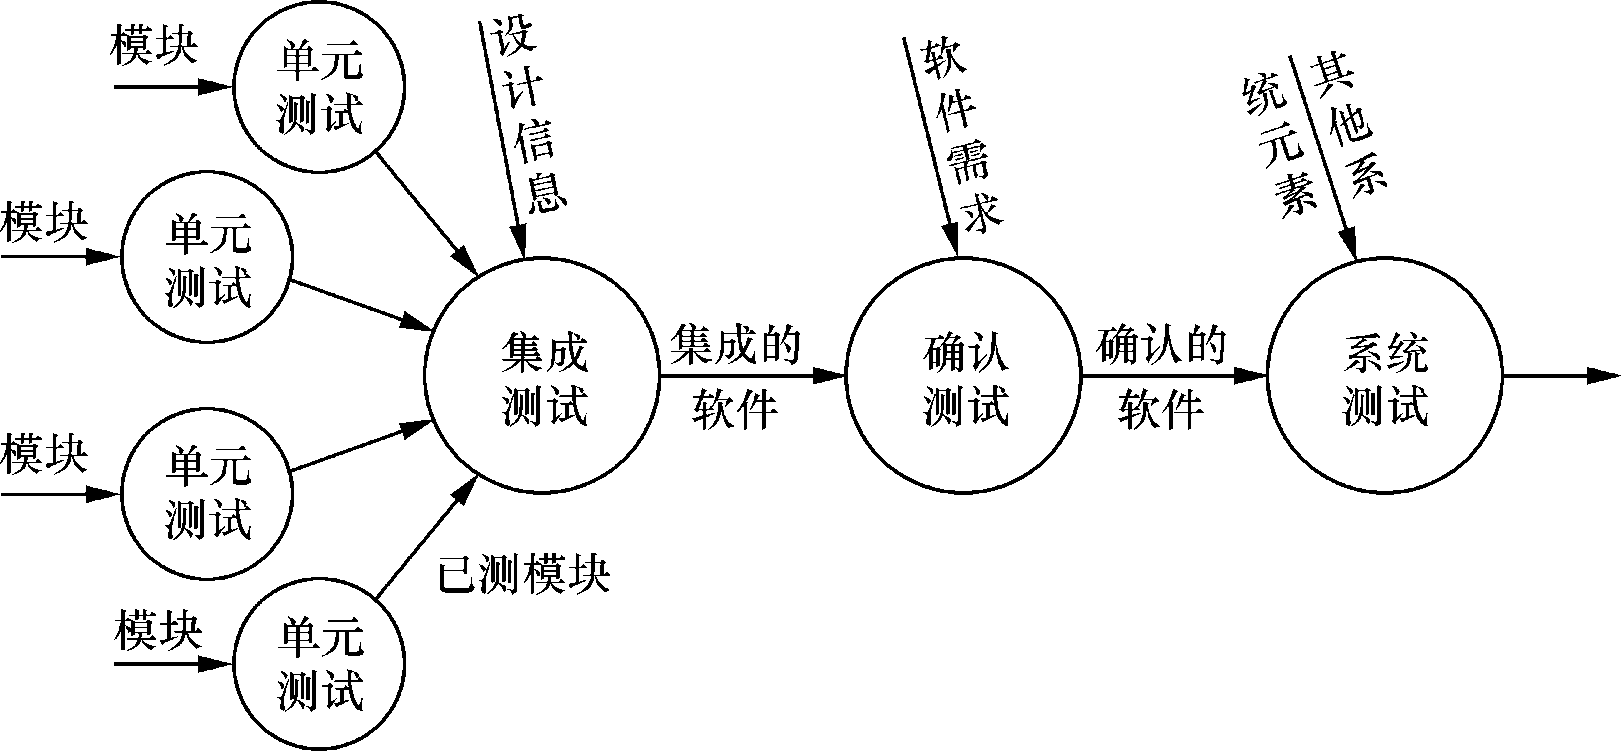 模块
单元
测试
模块
单元
测试
模块
单元
测试
模块
单元
测试
已测模块
设计信息
集成
测试
集成的
软件
软件需求
确认
测试
确认的
软件
其他系
统元素
系统
测试